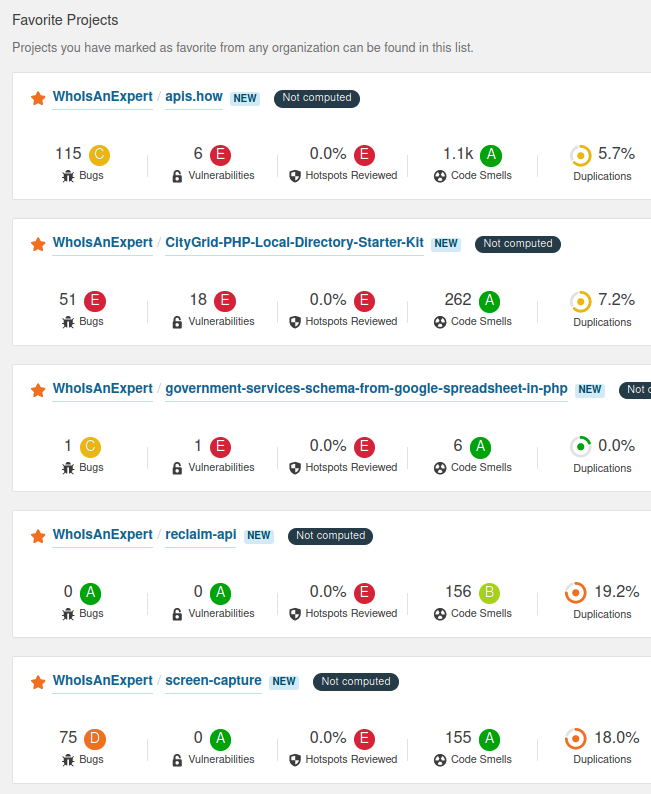 Favorite Projects
Projects you have marked as favorite from any organization can be found in this list.
WhoIsAnExpert / apis.how NEW Not computed
115 C 6 E 0.0% E 1.1k A 5.7%
Bugs Vulnerabilities Hotspots Reviewed Code Smells Duplications
WhoIsAnExpert / CityGrid-PHP-Local-Directory-Starter-Kit NEW Not computed
51 E 18 E 0.0% E 262 A 7.2%
Bugs Vulnerabilities Hotspots Reviewed Code Smells Duplications
WhoIsAnExpert / government-services-schema-from-google-spreadsheet-in-php NEW Not c
1 C 1 E 0.0% E 6 A 0.0%
Bugs Vulnerabilities Hotspots Reviewed Code Smells Duplications
WhoIsAnExpert / reclaim-api NEW Not computed
0 A 0 A 0.0% E 156 B 19.2%
Bugs Vulnerabilities Hotspots Reviewed Code Smells Duplications
WhoIsAnExpert / screen-capture NEW Not computed
75 D 0 A 0.0% E 155 A 18.0%
Bugs Vulnerabilities Hotspots Reviewed Code Smells Duplications